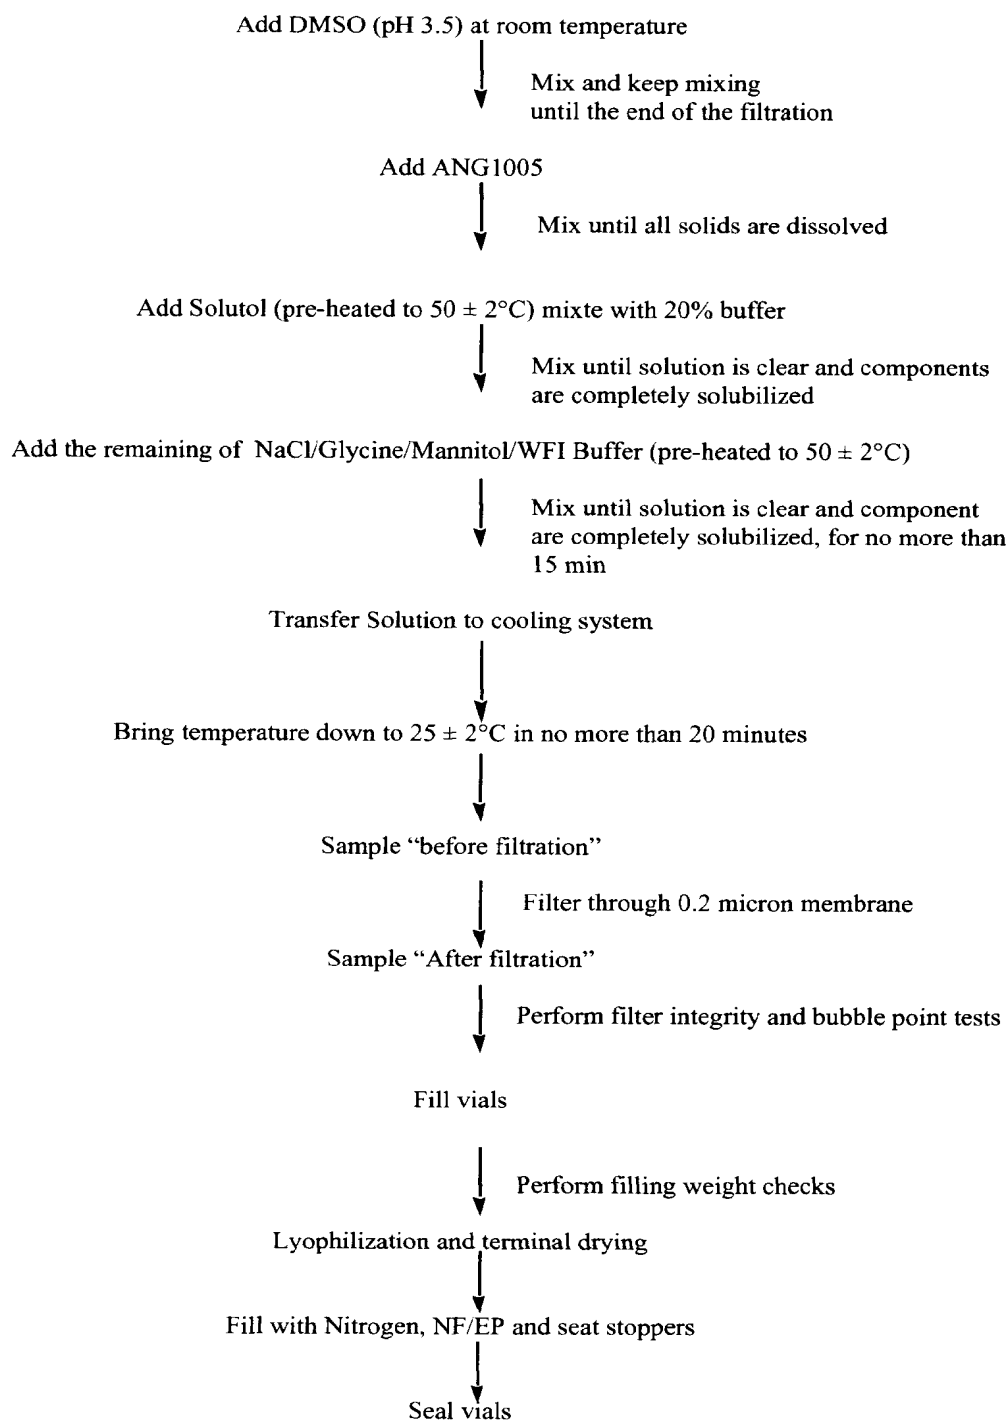 Add DMSO (pH 3.5) at room temperature
Mix and keep mixing
until the end of the filtration
Add ANG1005
Mix until all solids are dissolved
Add Solutol (pre-heated to 50 ± 2°C) mixte with 20% buffer
Mix until solution is clear and components
are completely solubilized
Add the remaining of NaCl/Glycine/Mannitol/WFI Buffer (pre-heated to 50 ± 2°C)
Mix until solution is clear and component
are completely solubilized, for no more than
15 min
Transfer Solution to cooling system
Bring temperature down to 25 ± 2°C in no more than 20 minutes
Sample “before filtration”
Filter through 0.2 micron membrane
Sample “After filtration”
Perform filter integrity and bubble point tests
Fill vials
Perform filling weight checks
Lyophilization and terminal drying
Fill with Nitrogen, NF/EP and seat stoppers
Seal vials